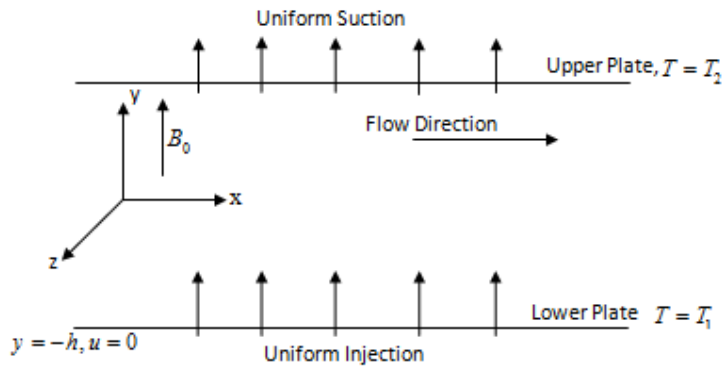 Uniform Suction
Upper Plate, T = T₂
y
Flow Direction
B₀
x
z
Lower Plate T = T₁
y = −h, u = 0
Uniform Injection